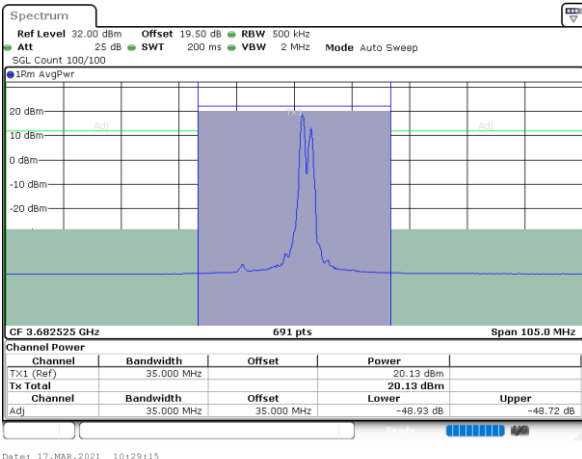 Spectrum
Ref Level 32.00 dBm Offset 19.50 dB RBW 500 kHz
Att 25 dB SWT 200 ms VBW 2 MHz Mode Auto Sweep
SGL Count 100/100
1Rm AvgPwr
TX1
20 dBm
Adj Adj
10 dBm
0 dBm
-10 dBm
-20 dBm
CF 3.682525 GHz 691 pts Span 105.0 MHz
Channel Power
Channel Bandwidth Offset Power
TX1 (Ref) 35.000 MHz 20.13 dBm
Tx Total 20.13 dBm
Channel Bandwidth Offset Lower Upper
Adj 35.000 MHz 35.000 MHz -48.93 dB -48.72 dB
Ready
Date: 17.MAR.2021 10:29:15